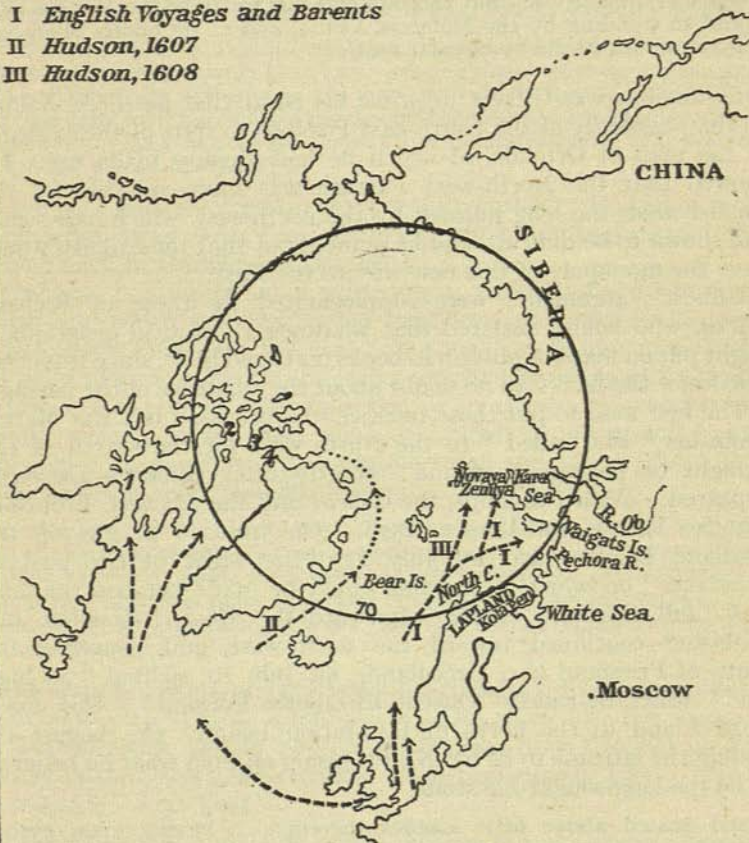 I English Voyages and Barents
II Hudson, 1607
III Hudson, 1608
CHINA
SIBERIA
1
2
3
4
Novaya
Zemlya
Kara
Sea
R. Ob
Vaigats Is.
Pechora R.
III
I
I
Bear Is.
North C.
70
II
I
LAPLAND
Kola Pen.
White Sea
Moscow